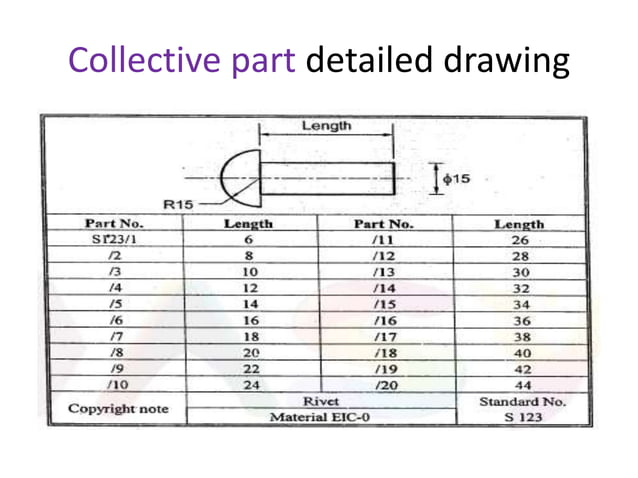 Collective part detailed drawing
Length
R15
ϕ15
Part No. Length Part No. Length
S123/1 6 /11 26
/2 8 /12 28
/3 10 /13 30
/4 12 /14 32
/5 14 /15 34
/6 16 /16 36
/7 18 /17 38
/8 20 /18 40
/9 22 /19 42
/10 24 /20 44
Copyright note
Rivet
Material EIC-0
Standard No.
S 123